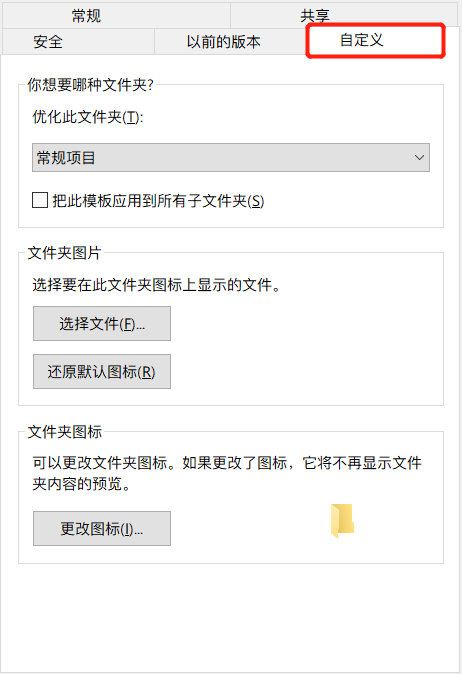 常规
共享
安全
以前的版本
自定义
你想要哪种文件夹?
优化此文件夹(T):
常规项目
把此模板应用到所有子文件夹(S)
文件夹图片
选择要在此文件夹图标上显示的文件。
选择文件(F)...
还原默认图标(R)
文件夹图标
可以更改文件夹图标。如果更改了图标，它将不再显示文件
夹内容的预览。
更改图标(I)...